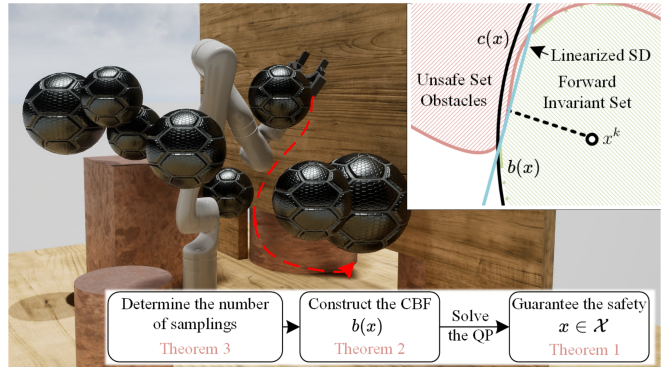 c(x)
Linearized SD
Unsafe Set
Obstacles
Forward
Invariant Set
x^k
b(x)
Determine the number
of samplings
Theorem 3
Construct the CBF
b(x)
Theorem 2
Solve
the QP
Guarantee the safety
x ∈ 𝒳
Theorem 1